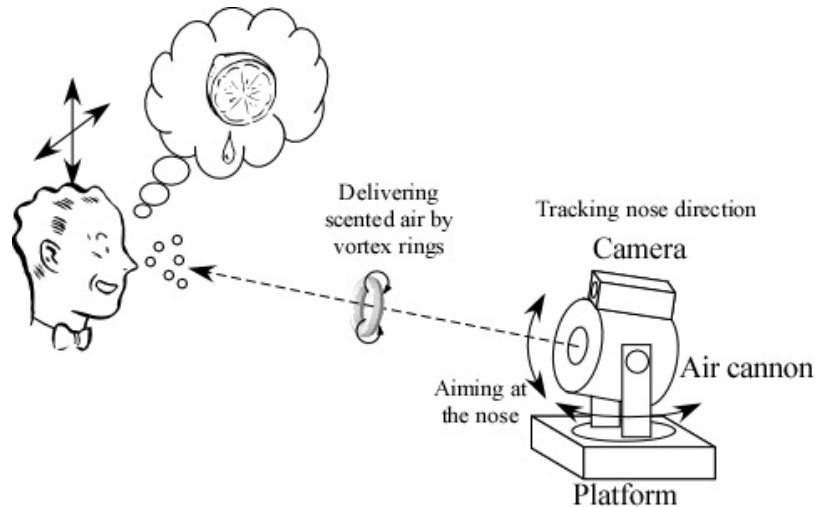 Delivering
scented air by
vortex rings
Tracking nose direction
Camera
Air cannon
Aiming at
the nose
Platform